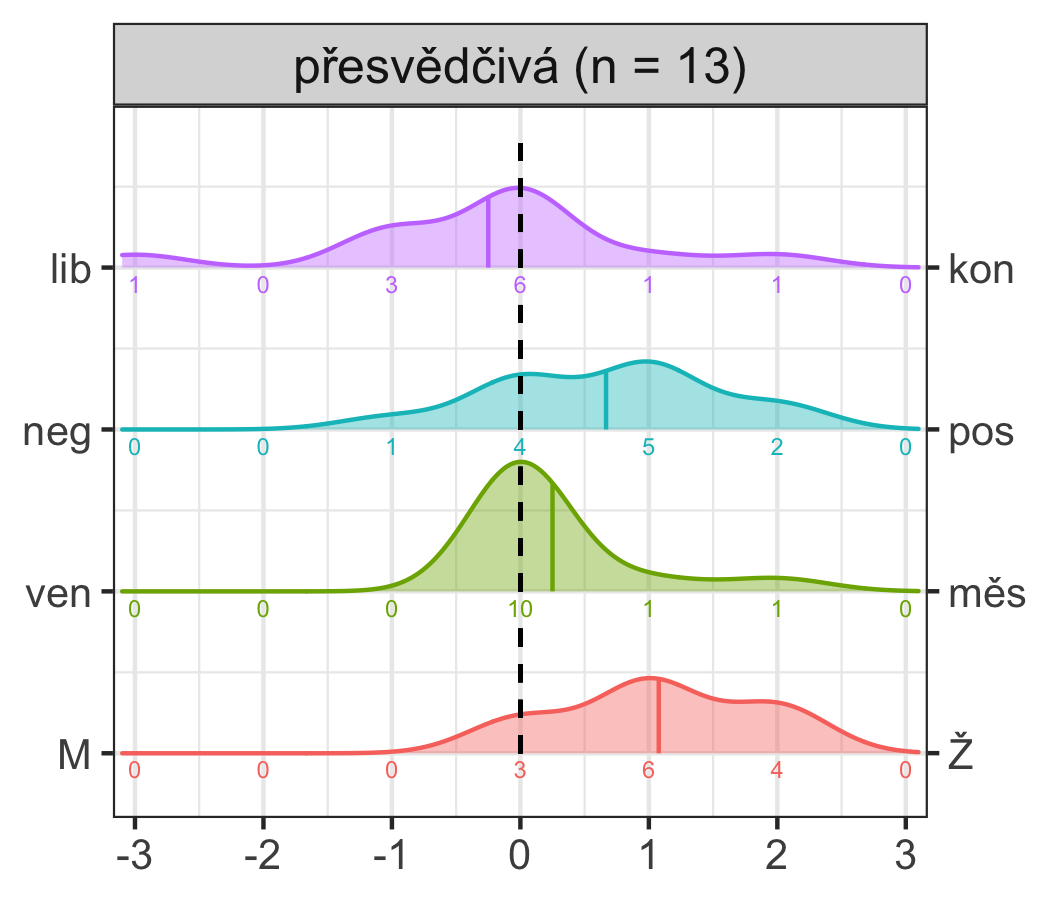 přesvědčivá (n = 13)
lib kon
1 0 3 6 1 1 0
neg pos
0 0 1 4 5 2 0
ven měs
0 0 0 10 1 1 0
M Ž
0 0 0 3 6 4 0
-3 -2 -1 0 1 2 3